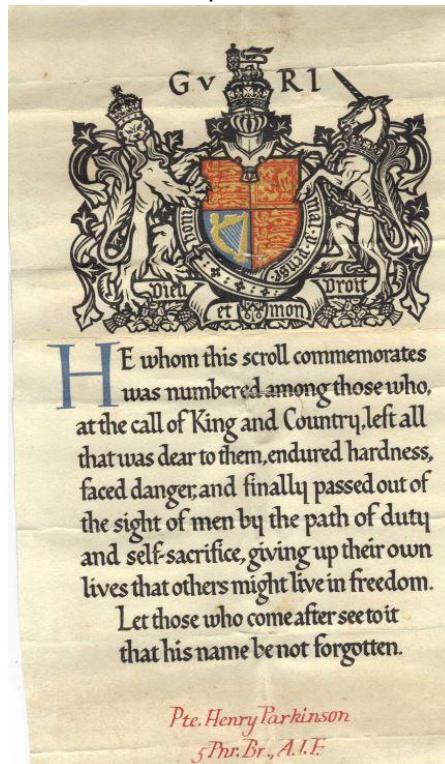 G V R I
mal · y · pense
Dieu Droit
et mon
HE whom this scroll commemorates
was numbered among those who,
at the call of King and Country, left all
that was dear to them, endured hardness,
faced danger, and finally passed out of
the sight of men by the path of duty
and self-sacrifice, giving up their own
lives that others might live in freedom.
Let those who come after see to it
that his name be not forgotten.
Pte. Henry Parkinson
5 Pnr. Br., A.I.F.